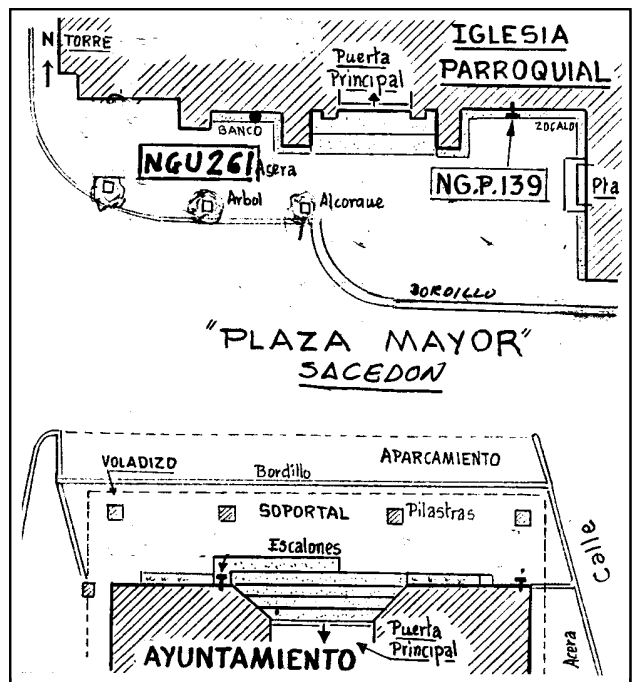 N
TORRE
IGLESIA
PARROQUIAL
Puerta
Principal
BANCO
ZOCALO
NGU261
Acera
NG.P.139
Pta
Arbol
Alcorque
BORDILLO
"PLAZA MAYOR"
SACEDON
VOLADIZO
Bordillo
APARCAMIENTO
SOPORTAL
Pilastras
Escalones
Calle
Puerta
Principal
AYUNTAMIENTO
Acera